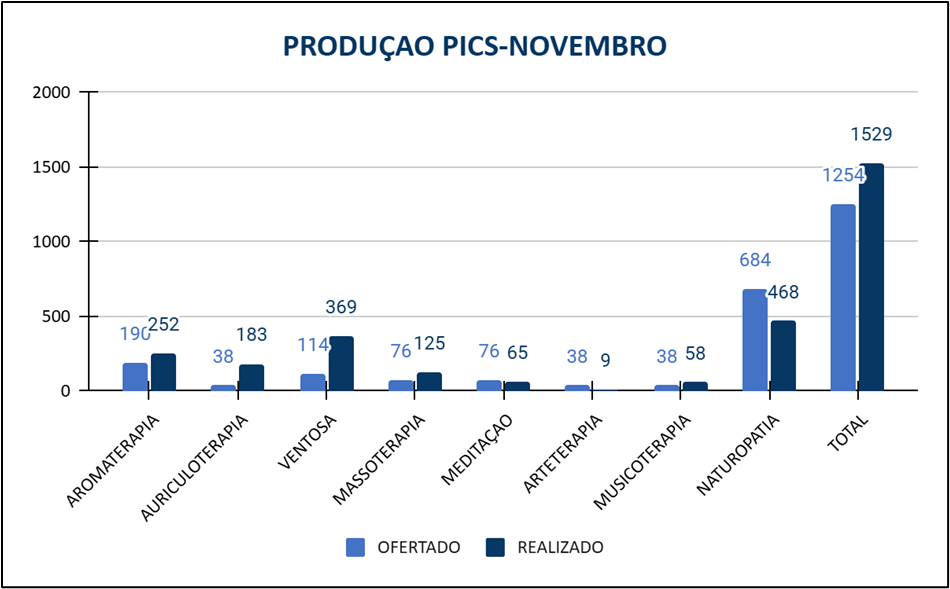 PRODUÇAO PICS-NOVEMBRO
2000
1500
1000
500
0
190
252
38
183
114
369
76
125
76
65
38
9
38
58
684
468
1254
1529
AROMATERAPIA
AURICULOTERAPIA
VENTOSA
MASSOTERAPIA
MEDITAÇAO
ARTETERAPIA
MUSICOTERAPIA
NATUROPATIA
TOTAL
OFERTADO REALIZADO